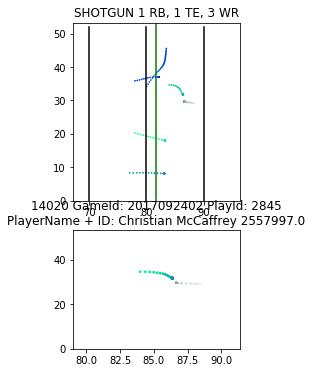 SHOTGUN 1 RB, 1 TE, 3 WR
50
40
30
20
10
0
70 80 90
14020 GameId: 2017092402 PlayId: 2845
PlayerName + ID: Christian McCaffrey 2557997.0
40
20
0
80.0 82.5 85.0 87.5 90.0